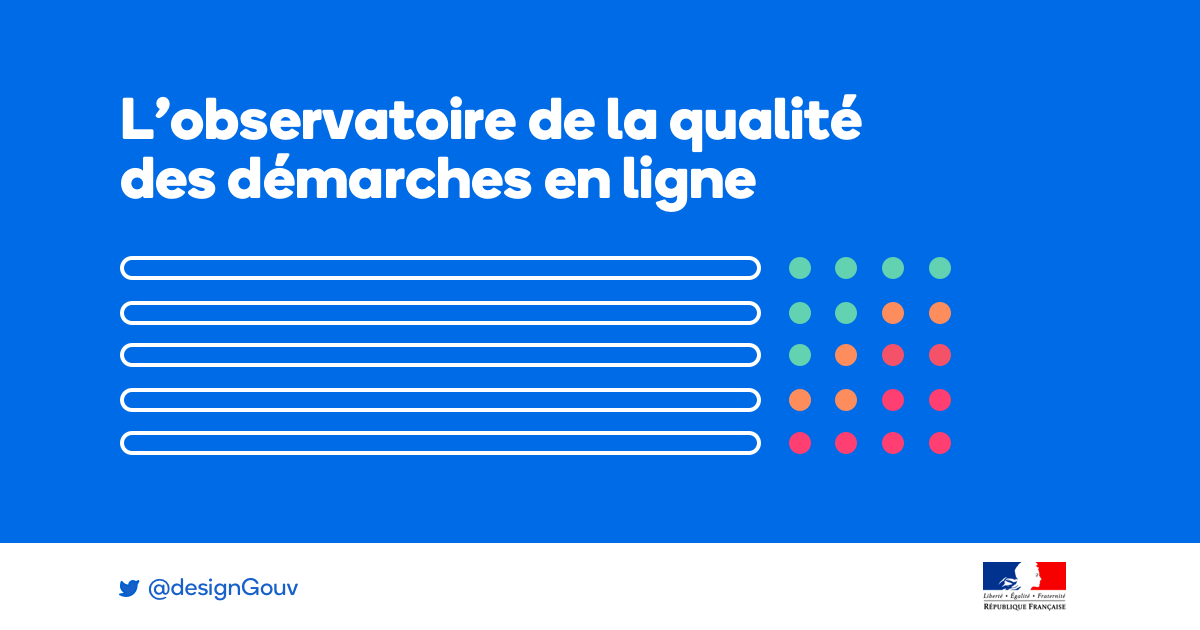 L’observatoire de la qualité
des démarches en ligne
@designGouv
Liberté • Égalité • Fraternité
RÉPUBLIQUE FRANÇAISE